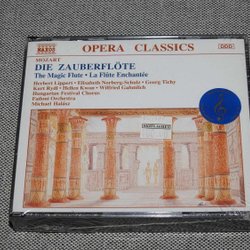 NAXOS
OPERA CLASSICS
DDD
MOZART
DIE ZAUBERFLÖTE
The Magic Flute • La Flûte Enchantée
Herbert Lippert • Elisabeth Norberg-Schulz • Georg Tichy
Kurt Rydl • Hellen Kwon • Wilfried Gahmlich
Hungarian Festival Chorus
Failoni Orchestra
Michael Halász